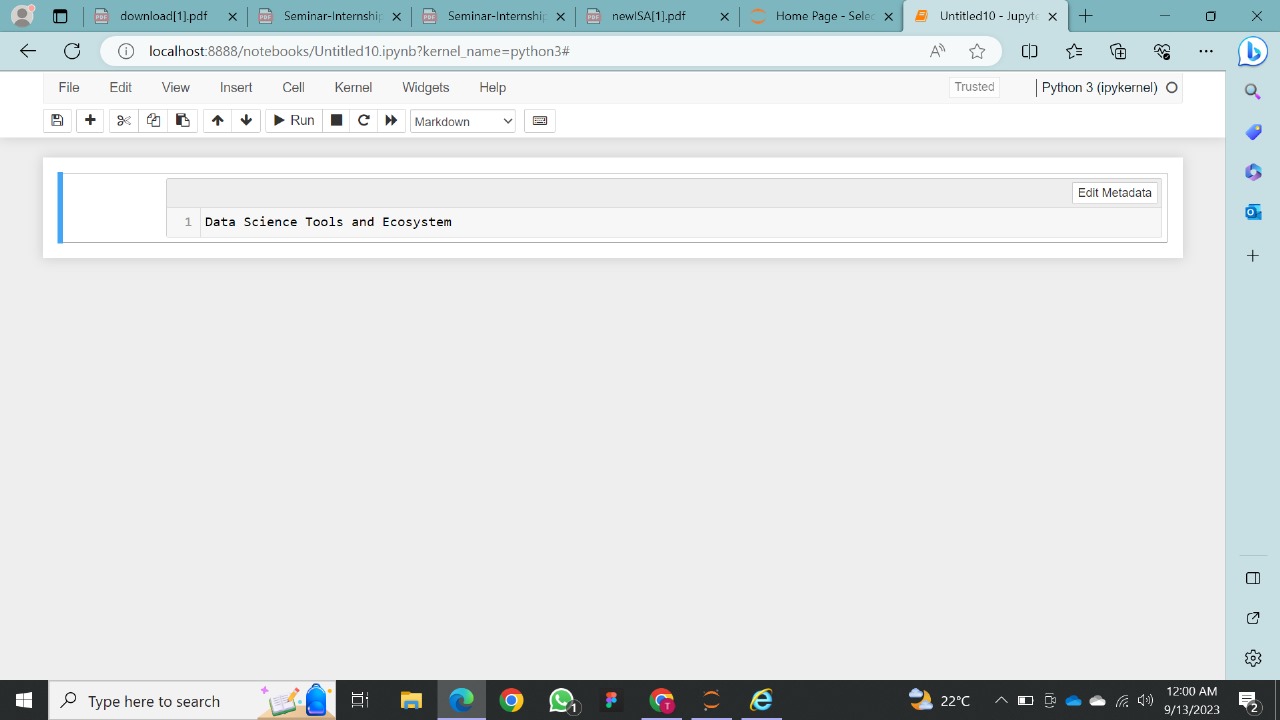 download[1].pdf
Seminar-Internship
Seminar-Internship
newISA[1].pdf
Home Page - Selec
Untitled10 - Jupyte
localhost:8888/notebooks/Untitled10.ipynb?kernel_name=python3#
File Edit View Insert Cell Kernel Widgets Help
Trusted
Python 3 (ipykernel)
Run
Markdown
Edit Metadata
1 Data Science Tools and Ecosystem
Type here to search
22°C
12:00 AM
9/13/2023